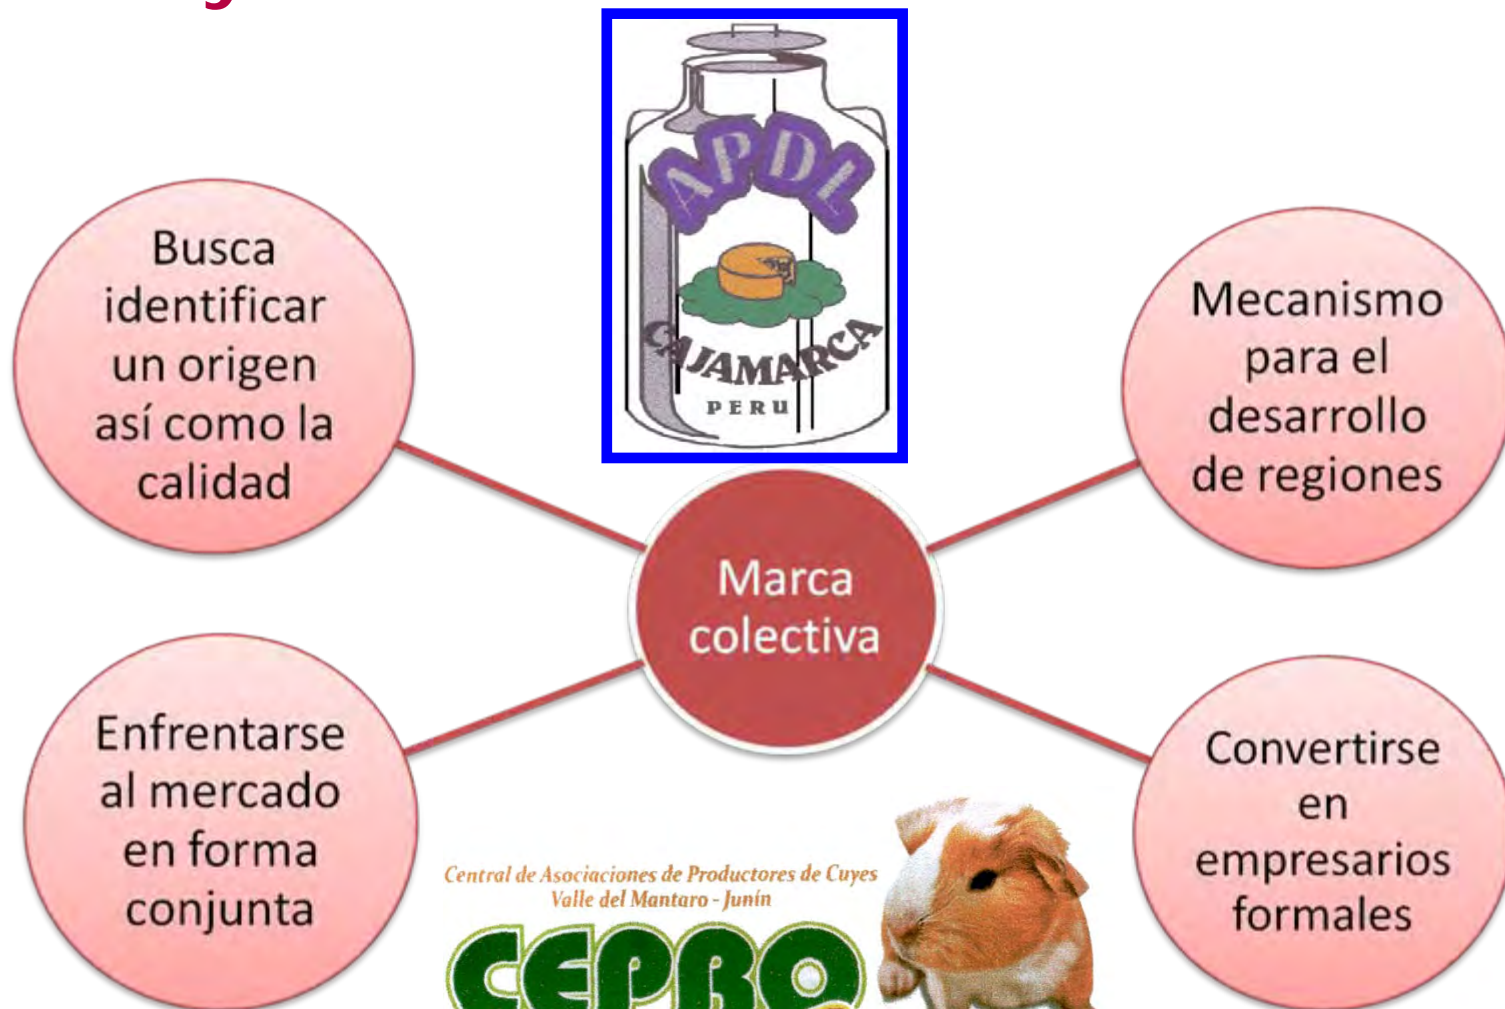 APDL
CAJAMARCA
PERU
Busca
identificar
un origen
así como la
calidad
Mecanismo
para el
desarrollo
de regiones
Marca
colectiva
Enfrentarse
al mercado
en forma
conjunta
Convertirse
en
empresarios
formales
Central de Asociaciones de Productores de Cuyes
Valle del Mantaro - Junín
CEPRO